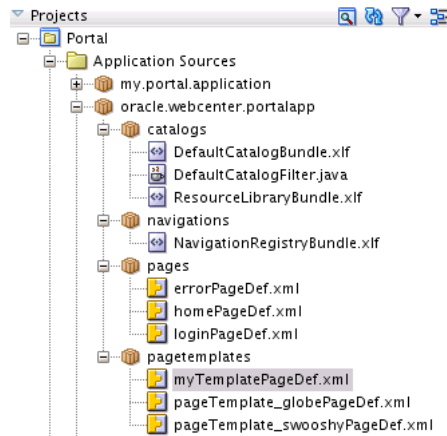 Projects
Portal
Application Sources
my.portal.application
oracle.webcenter.portalapp
catalogs
DefaultCatalogBundle.xlf
DefaultCatalogFilter.java
ResourceLibraryBundle.xlf
navigations
NavigationRegistryBundle.xlf
pages
errorPageDef.xml
homePageDef.xml
loginPageDef.xml
pagetemplates
myTemplatePageDef.xml
pageTemplate_globePageDef.xml
pageTemplate_swooshyPageDef.xml